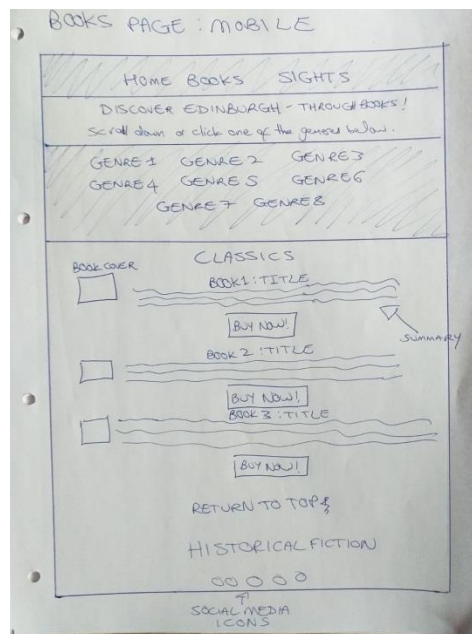 BOOKS PAGE : MOBILE
HOME BOOKS SIGHTS
DISCOVER EDINBURGH - THROUGH BOOKS!
Scroll down or click one of the genres below.
GENRE 1 GENRE 2 GENRE 3
GENRE 4 GENRE 5 GENRE 6
GENRE 7 GENRE 8
CLASSICS
BOOK COVER
BOOK 1 : TITLE
BUY NOW!
SUMMARY
BOOK 2 : TITLE
BUY NOW!
BOOK 3 : TITLE
BUY NOW!
RETURN TO TOP
HISTORICAL FICTION
SOCIAL MEDIA
ICONS